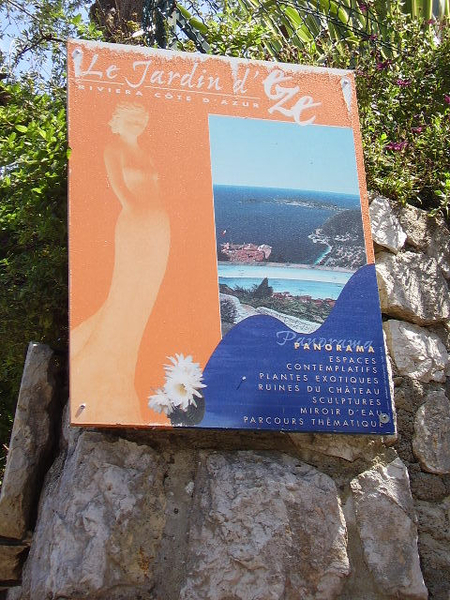 Le Jardin d'eze
RIVIERA CÔTE D'AZUR
Panorama
PANORAMA
ESPACES
CONTEMPLATIFS
PLANTES EXOTIQUES
RUINES DU CHÂTEAU
SCULPTURES
MIROIR D'EAU
PARCOURS THÉMATIQUE